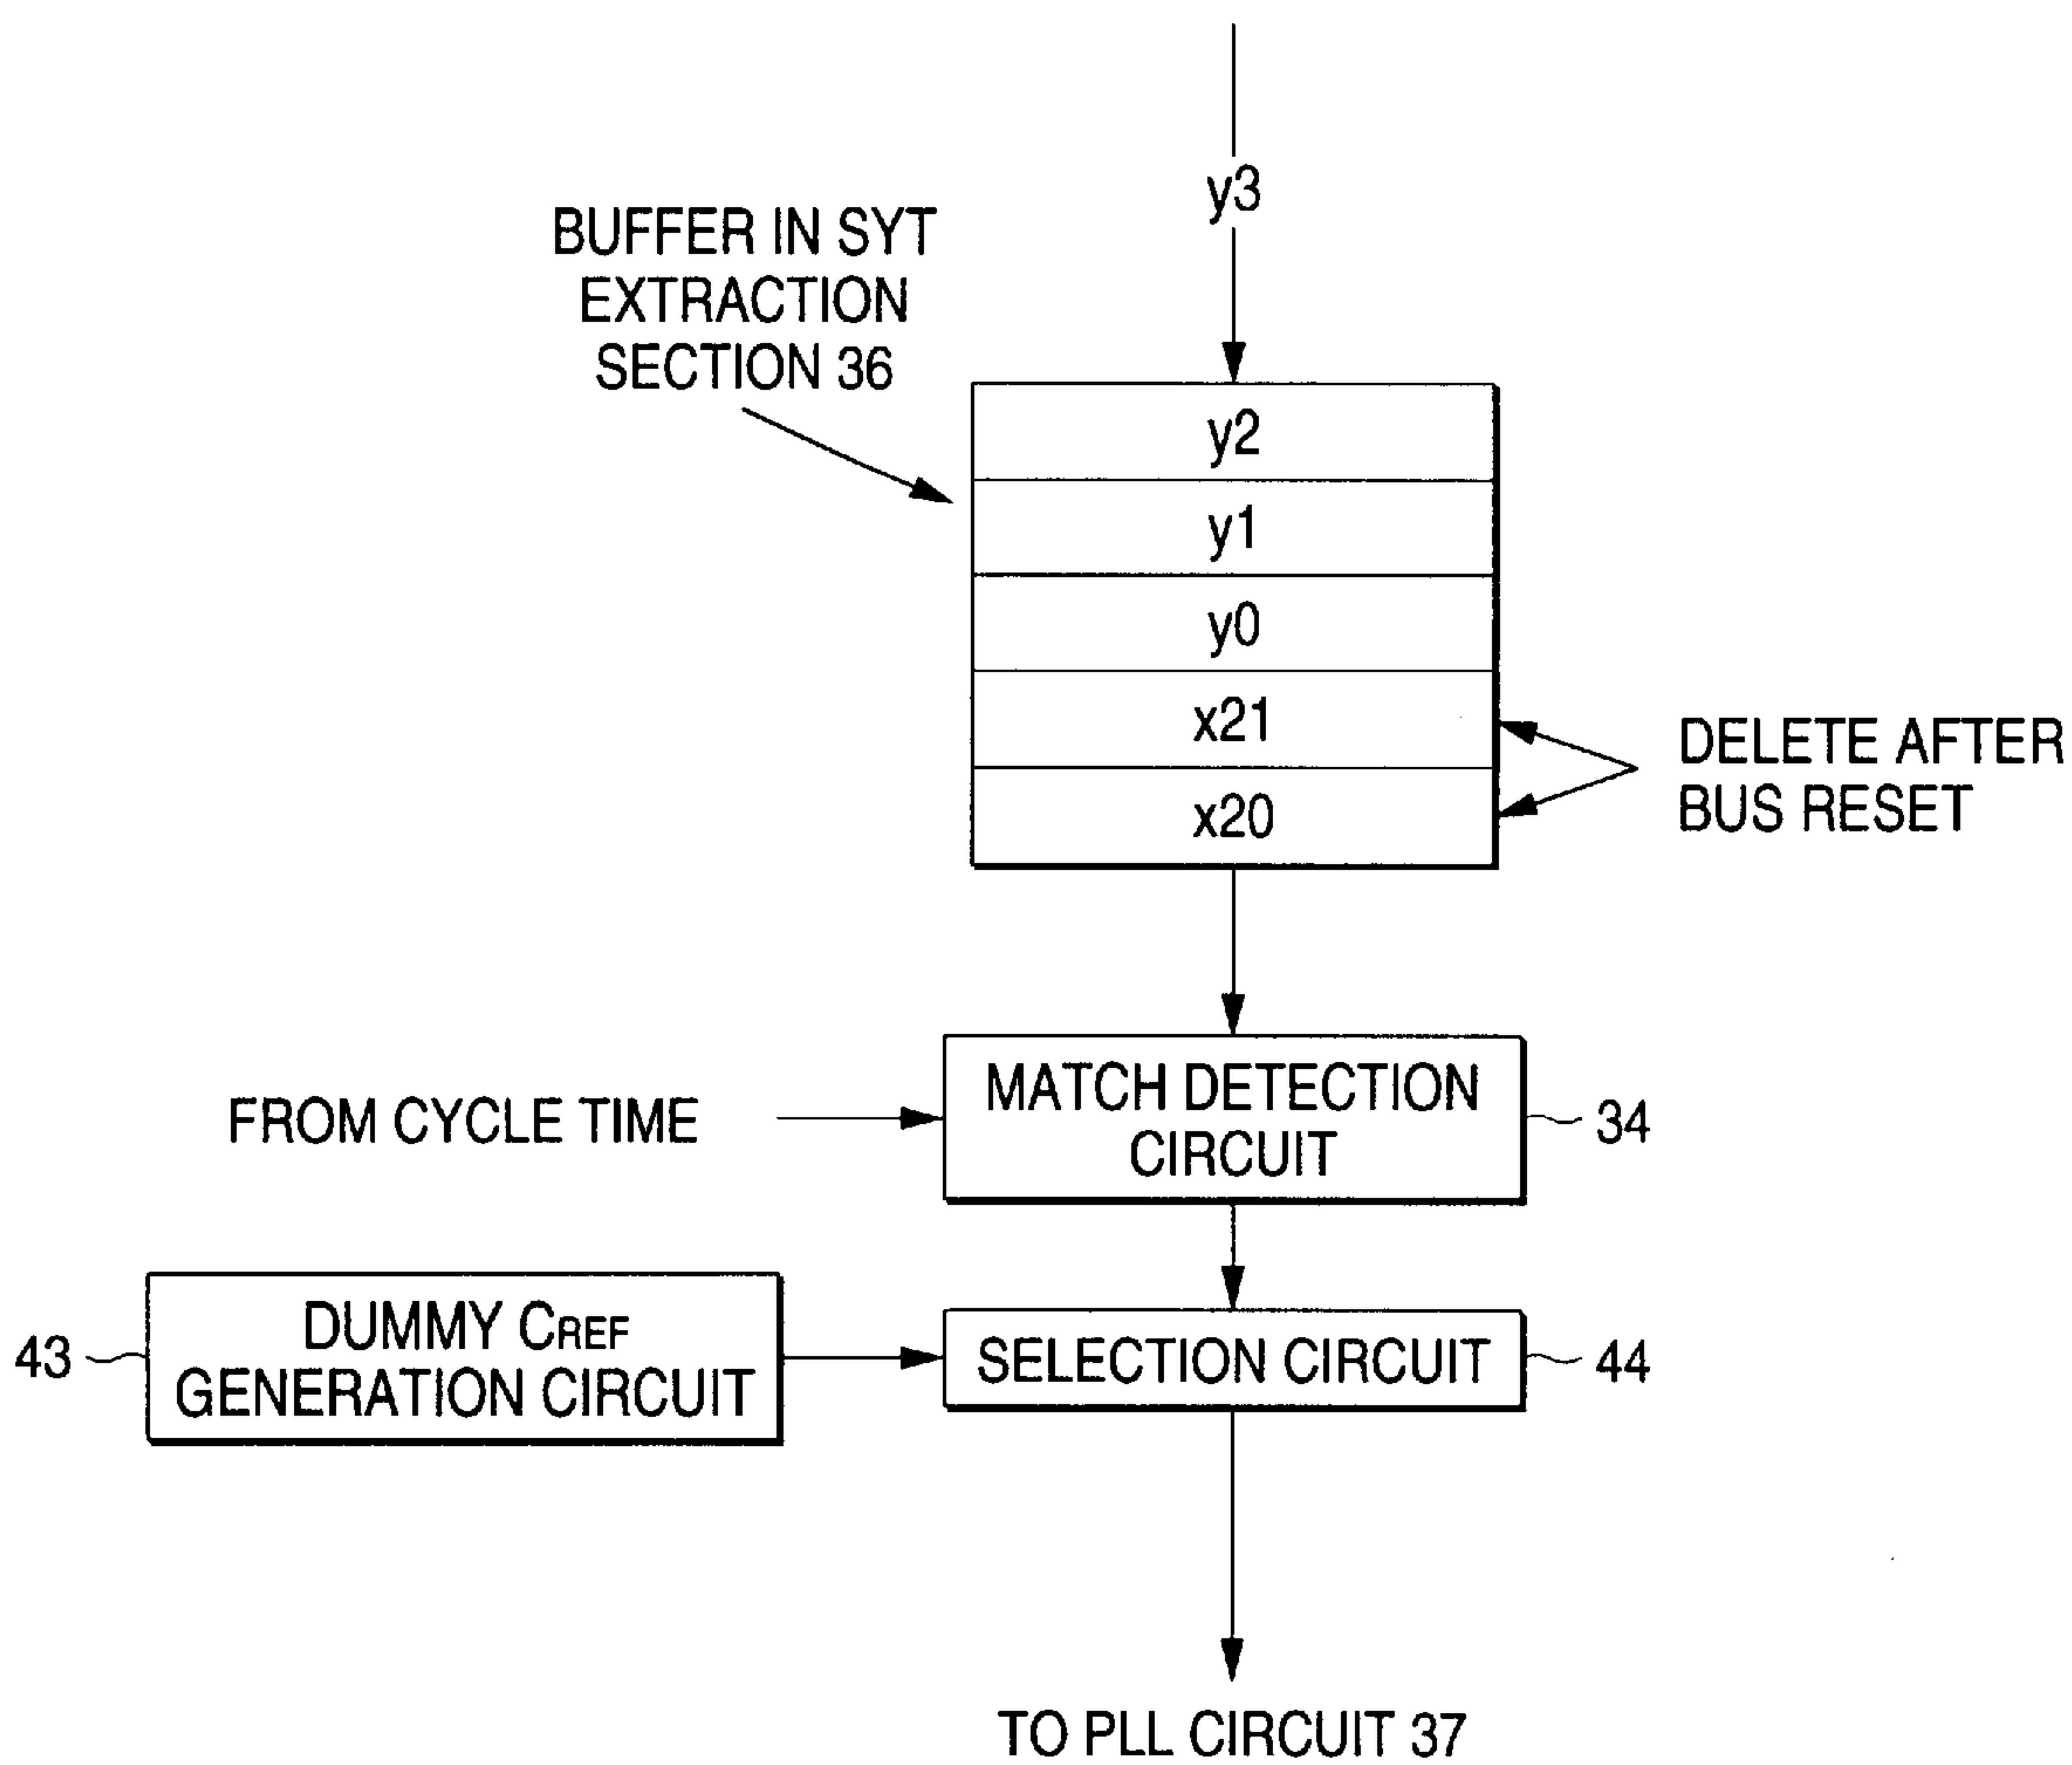 y3
BUFFER IN SYT
EXTRACTION
SECTION 36
y2
y1
y0
x21
x20
DELETE AFTER
BUS RESET
FROM CYCLE TIME
MATCH DETECTION
CIRCUIT
34
43
DUMMY CREF
GENERATION CIRCUIT
SELECTION CIRCUIT
44
TO PLL CIRCUIT 37